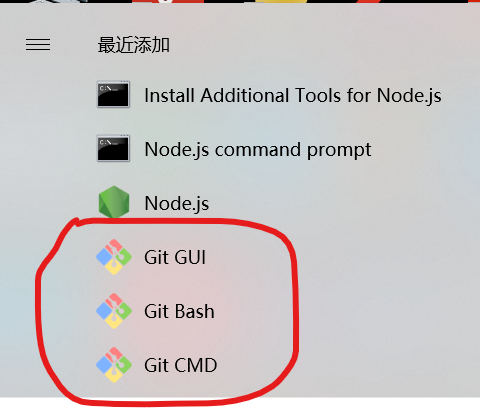 最近添加
Install Additional Tools for Node.js
Node.js command prompt
Node.js
Git GUI
Git Bash
Git CMD